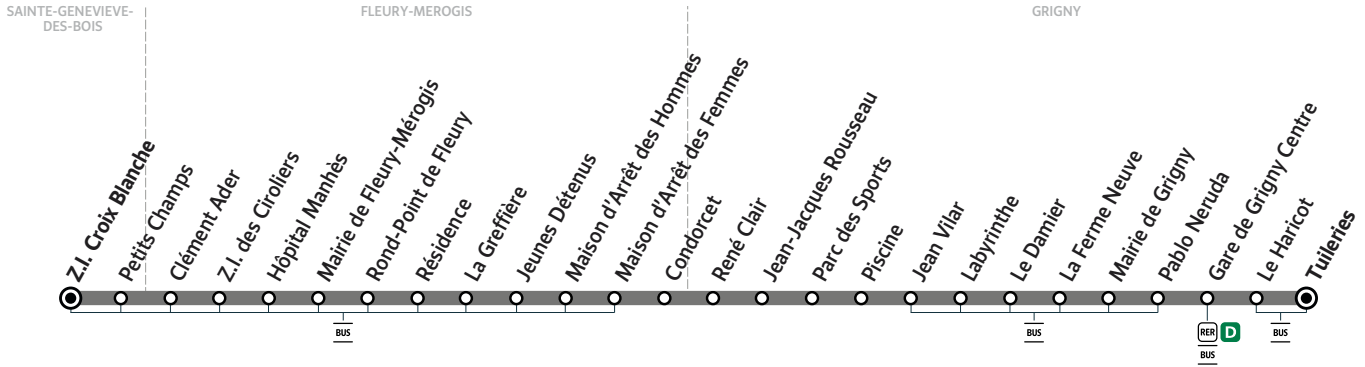 SAINTE-GENEVIEVE-
DES-BOIS
FLEURY-MEROGIS
GRIGNY
Z.I. Croix Blanche
Petits Champs
Clément Ader
Z.I. des Ciroliers
Hôpital Manhès
Mairie de Fleury-Mérogis
Rond-Point de Fleury
Résidence
La Greffière
Jeunes Détenus
Maison d'Arrêt des Hommes
Maison d'Arrêt des Femmes
Condorcet
René Clair
Jean-Jacques Rousseau
Parc des Sports
Piscine
Jean Vilar
Labyrinthe
Le Damier
La Ferme Neuve
Mairie de Grigny
Pablo Neruda
Gare de Grigny Centre
Le Haricot
Tuileries
BUS
BUS
RER D
BUS
BUS